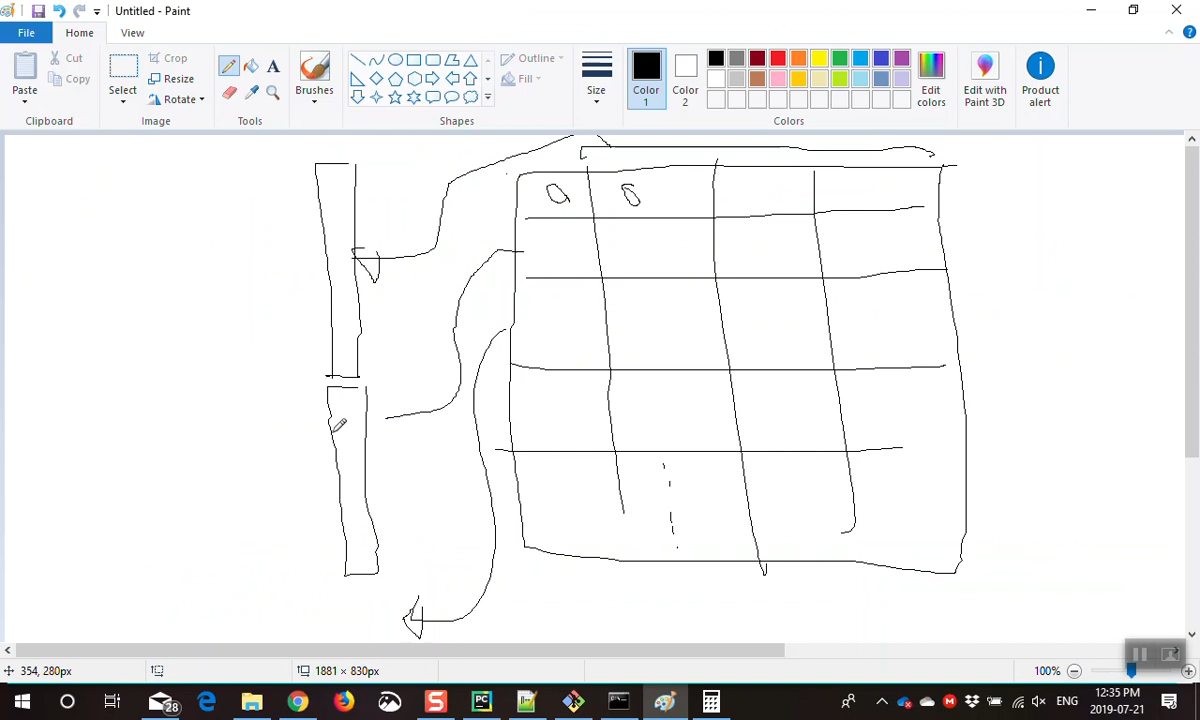 Untitled - Paint
File
Home
View
Paste
Cut
Copy
Clipboard
Select
Crop
Resize
Rotate
Image
Tools
Brushes
Outline
Fill
Shapes
Size
Color
1
Color
2
Colors
Edit
colors
Edit with
Paint 3D
Product
alert
354, 280px
1881 × 830px
100%
28
ENG
12:35 PM
2019-07-21